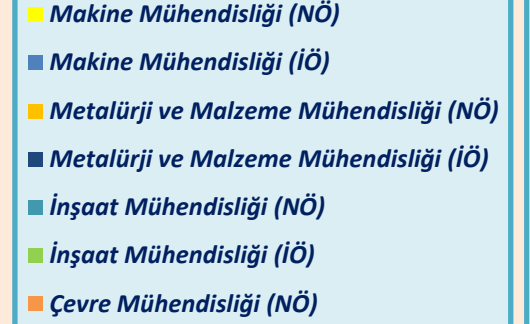 Makine Mühendisliği (NÖ)
Makine Mühendisliği (İÖ)
Metalürji ve Malzeme Mühendisliği (NÖ)
Metalürji ve Malzeme Mühendisliği (İÖ)
İnşaat Mühendisliği (NÖ)
İnşaat Mühendisliği (İÖ)
Çevre Mühendisliği (NÖ)